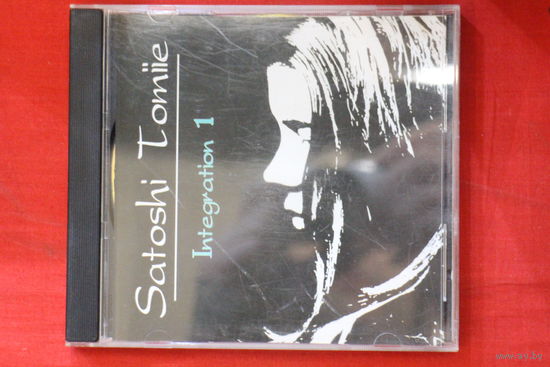 Satoshi Tomiie
Integration 1
www.ay.by